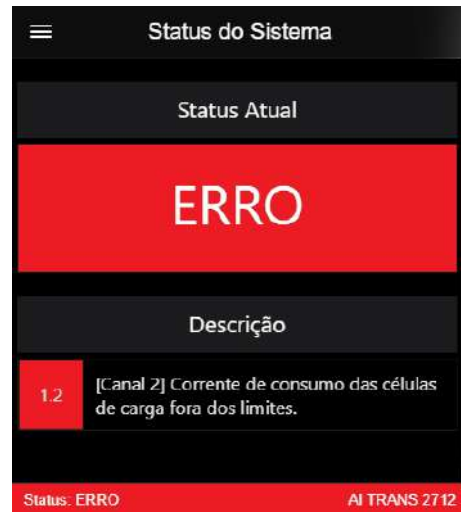 Status do Sistema
Status Atual
ERRO
Descrição
1.2
[Canal 2] Corrente de consumo das células
de carga fora dos limites.
Status: ERRO
AI TRANS 2712